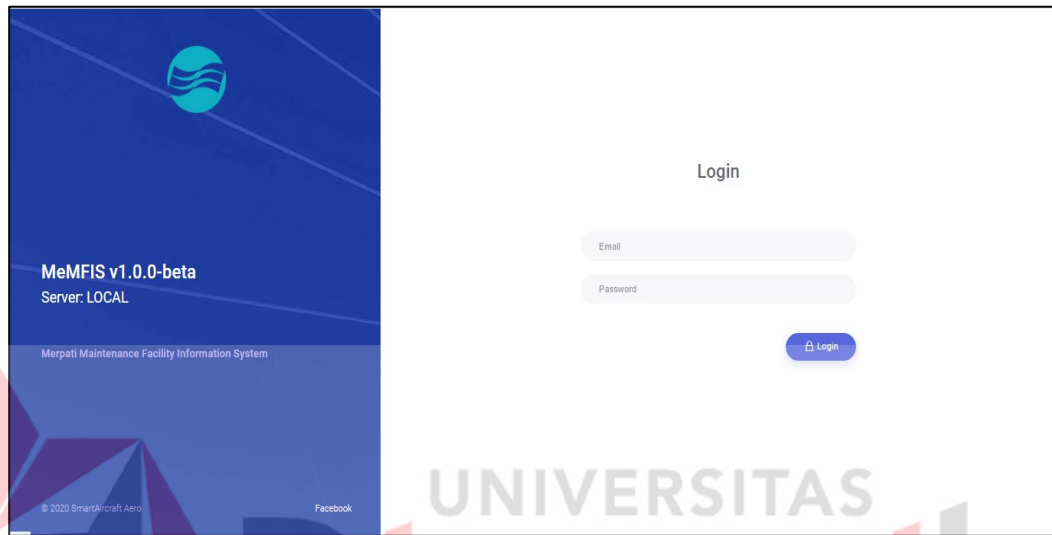 MeMFIS v1.0.0-beta
Server: LOCAL
Merpati Maintenance Facility Information System
© 2020 SmartAircraft Aero
Facebook
Login
Email
Password
Login
UNIVERSITAS